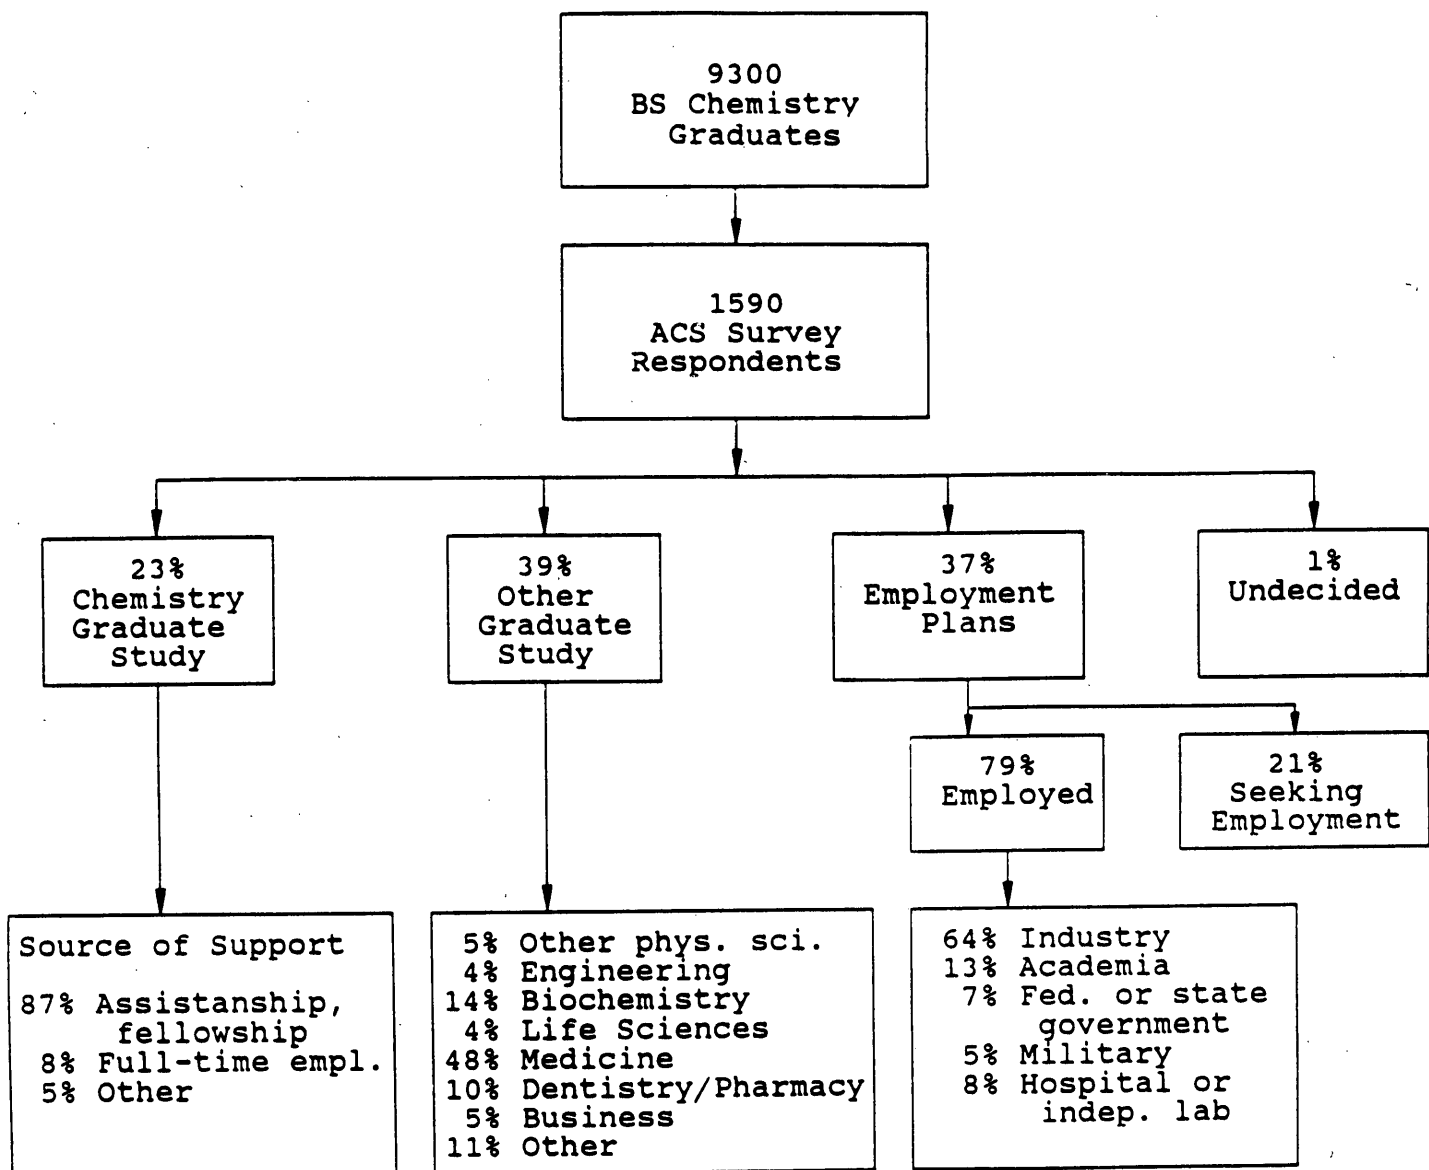 9300
BS Chemistry
Graduates
1590
ACS Survey
Respondents
23%
Chemistry
Graduate
Study
39%
Other
Graduate
Study
37%
Employment
Plans
1%
Undecided
79%
Employed
21%
Seeking
Employment
Source of Support
87% Assistanship,
fellowship
8% Full-time empl.
5% Other
5% Other phys. sci.
4% Engineering
14% Biochemistry
4% Life Sciences
48% Medicine
10% Dentistry/Pharmacy
5% Business
11% Other
64% Industry
13% Academia
7% Fed. or state
government
5% Military
8% Hospital or
indep. lab